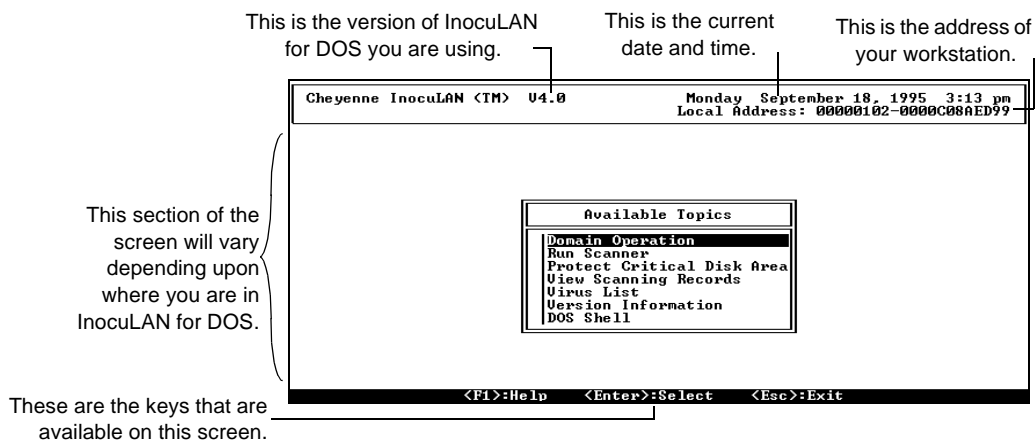 This is the version of InocuLAN
for DOS you are using.
This is the current
date and time.
This is the address of
your workstation.
Cheyenne InocuLAN (TM) V4.0
Monday September 18, 1995 3:13 pm
Local Address: 00000102-0000C08AED99
This section of the
screen will vary
depending upon
where you are in
InocuLAN for DOS.
Available Topics
Domain Operation
Run Scanner
Protect Critical Disk Area
View Scanning Records
Virus List
Version Information
DOS Shell
<F1>:Help <Enter>:Select <Esc>:Exit
These are the keys that are
available on this screen.